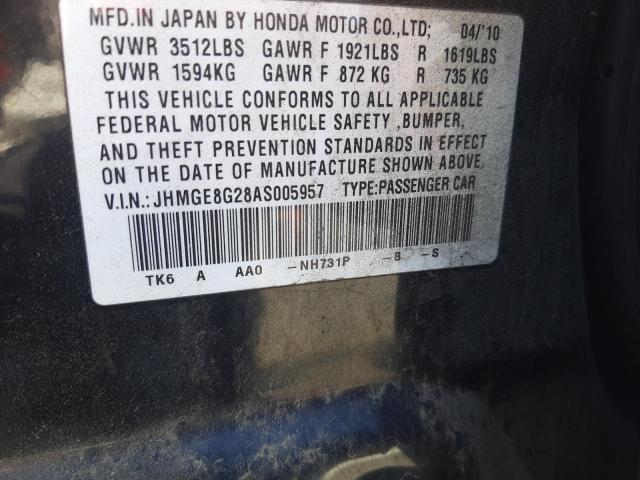 MFD.IN JAPAN BY HONDA MOTOR CO.,LTD; 04/'10
GVWR 3512LBS GAWR F 1921LBS R 1619LBS
GVWR 1594KG GAWR F 872 KG R 735 KG
THIS VEHICLE CONFORMS TO ALL APPLICABLE
FEDERAL MOTOR VEHICLE SAFETY ,BUMPER,
AND THEFT PREVENTION STANDARDS IN EFFECT
ON THE DATE OF MANUFACTURE SHOWN ABOVE.
V.I.N.:JHMGE8G28AS005957 TYPE:PASSENGER CAR
TK6 A AA0 -NH731P -B -S